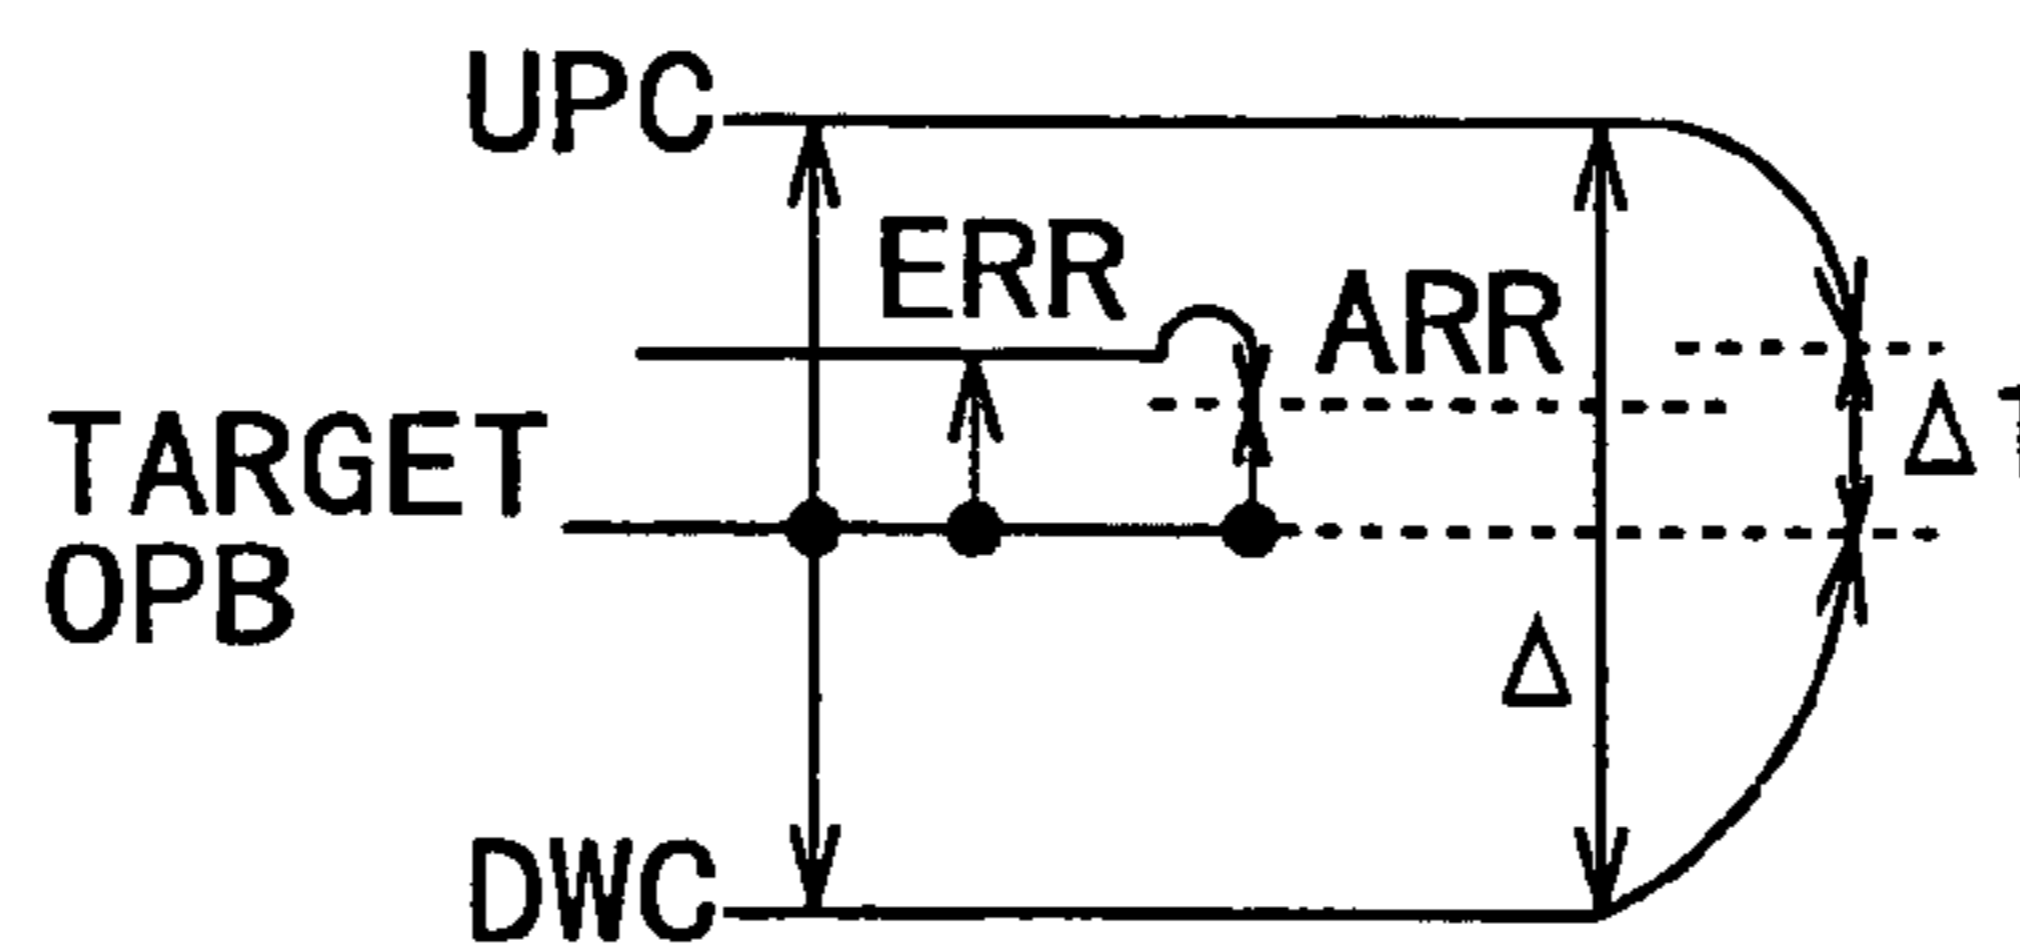 UPC
ERR
ARR
TARGET
OPB
Δ
Δ
DWC